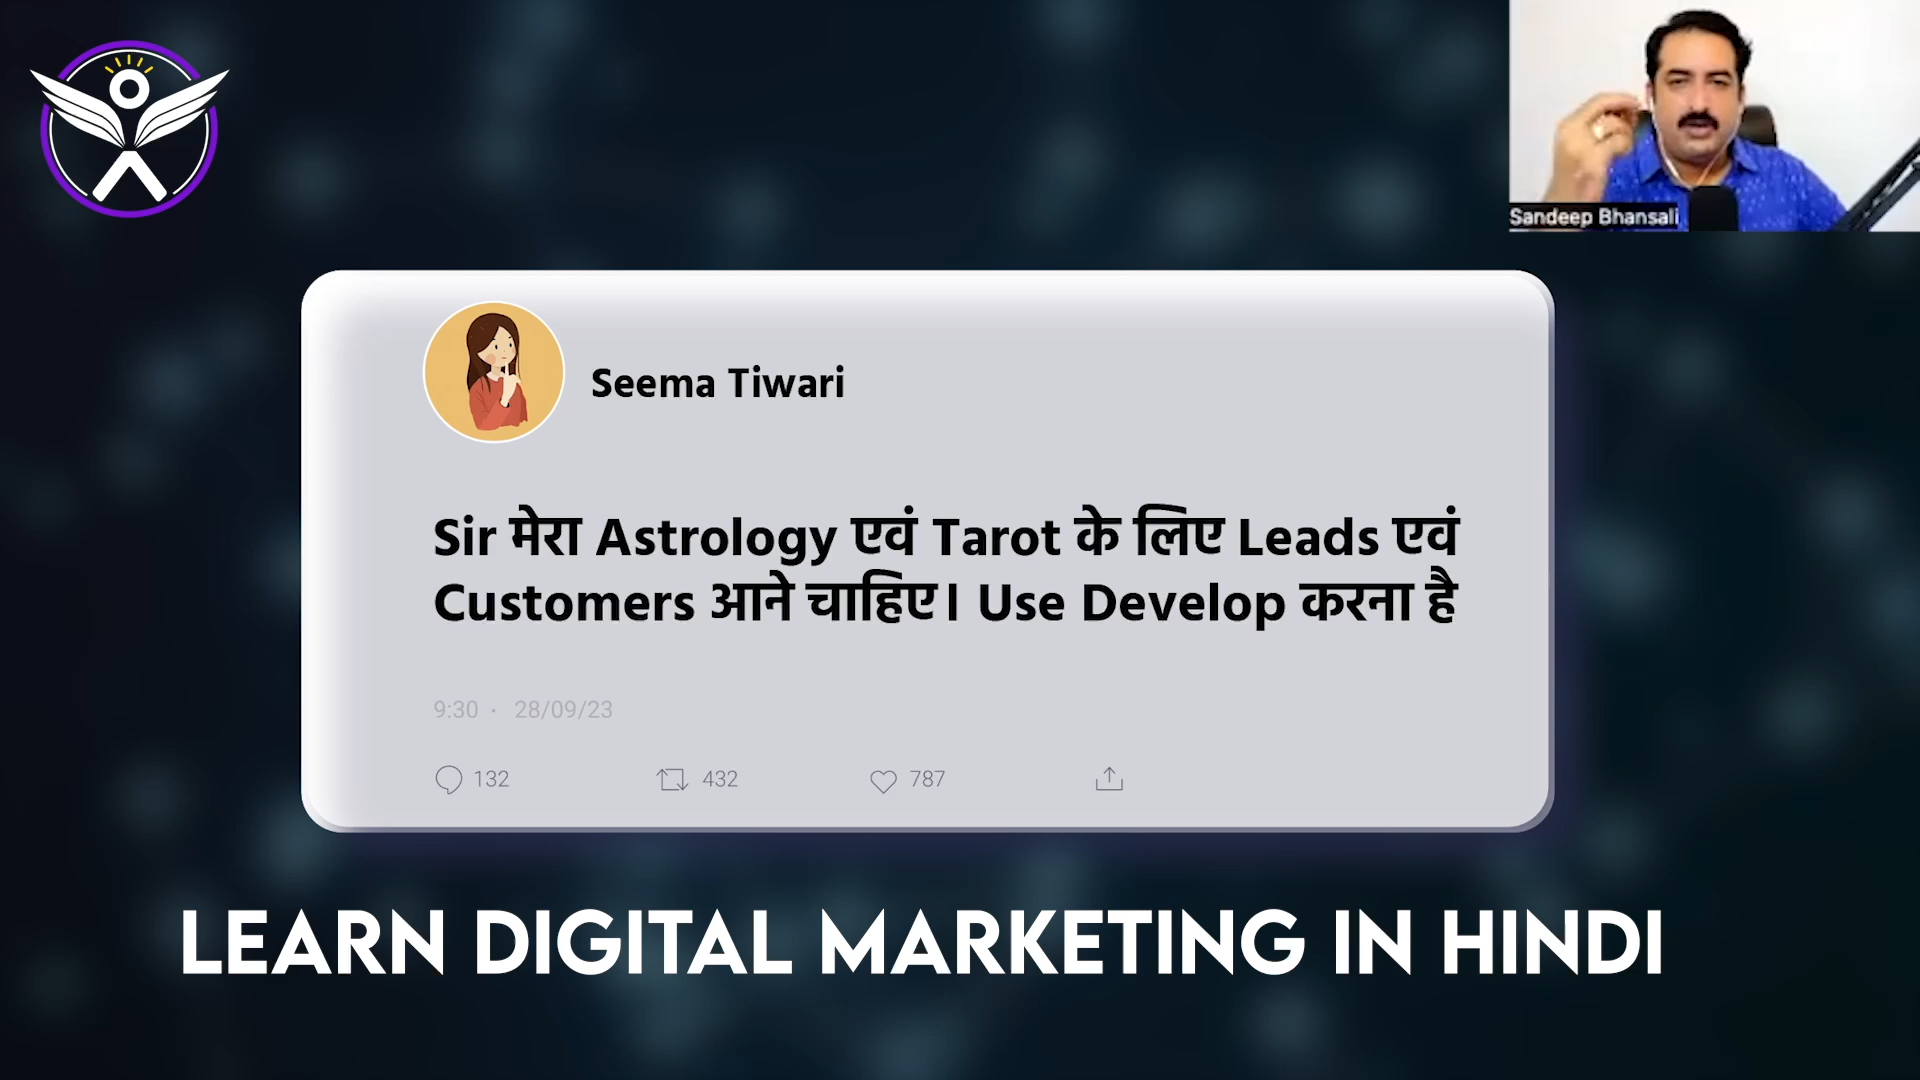 Sandeep Bhansali
Seema Tiwari
Sir मेरा Astrology एवं Tarot के लिए Leads एवं
Customers आने चाहिए। Use Develop करना है
9:30 · 28/09/23
132 432 787
LEARN DIGITAL MARKETING IN HINDI